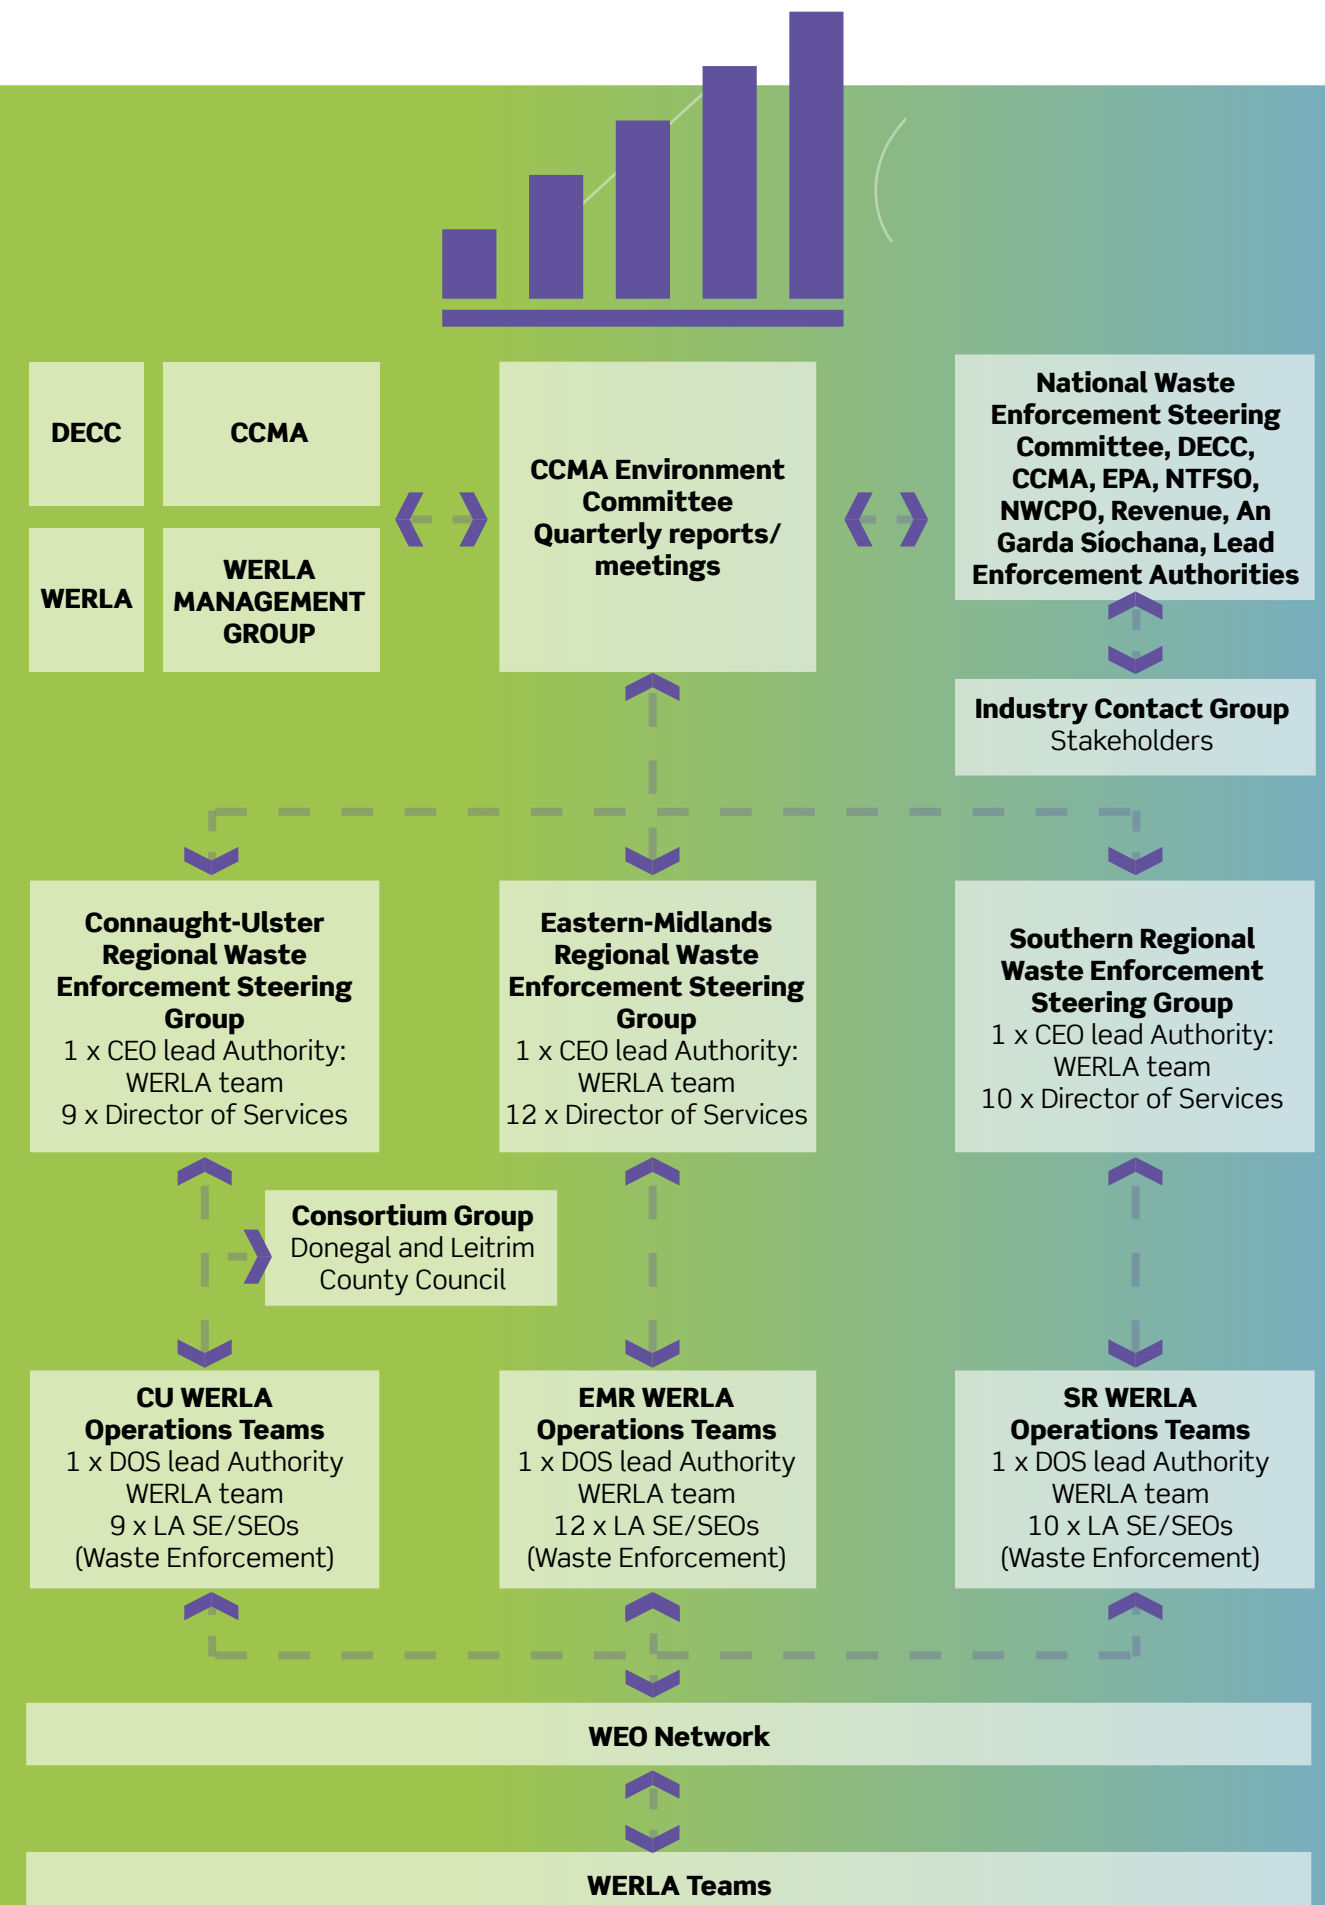 DECC
CCMA
WERLA
WERLA
MANAGEMENT
GROUP
CCMA Environment
Committee
Quarterly reports/
meetings
National Waste
Enforcement Steering
Committee, DECC,
CCMA, EPA, NTFSO,
NWCPO, Revenue, An
Garda Síochana, Lead
Enforcement Authorities
Industry Contact Group
Stakeholders
Connaught-Ulster
Regional Waste
Enforcement Steering
Group
1 x CEO lead Authority:
WERLA team
9 x Director of Services
Eastern-Midlands
Regional Waste
Enforcement Steering
Group
1 x CEO lead Authority:
WERLA team
12 x Director of Services
Southern Regional
Waste Enforcement
Steering Group
1 x CEO lead Authority:
WERLA team
10 x Director of Services
Consortium Group
Donegal and Leitrim
County Council
CU WERLA
Operations Teams
1 x DOS lead Authority
WERLA team
9 x LA SE/SEOs
(Waste Enforcement)
EMR WERLA
Operations Teams
1 x DOS lead Authority
WERLA team
12 x LA SE/SEOs
(Waste Enforcement)
SR WERLA
Operations Teams
1 x DOS lead Authority
WERLA team
10 x LA SE/SEOs
(Waste Enforcement)
WEO Network
WERLA Teams